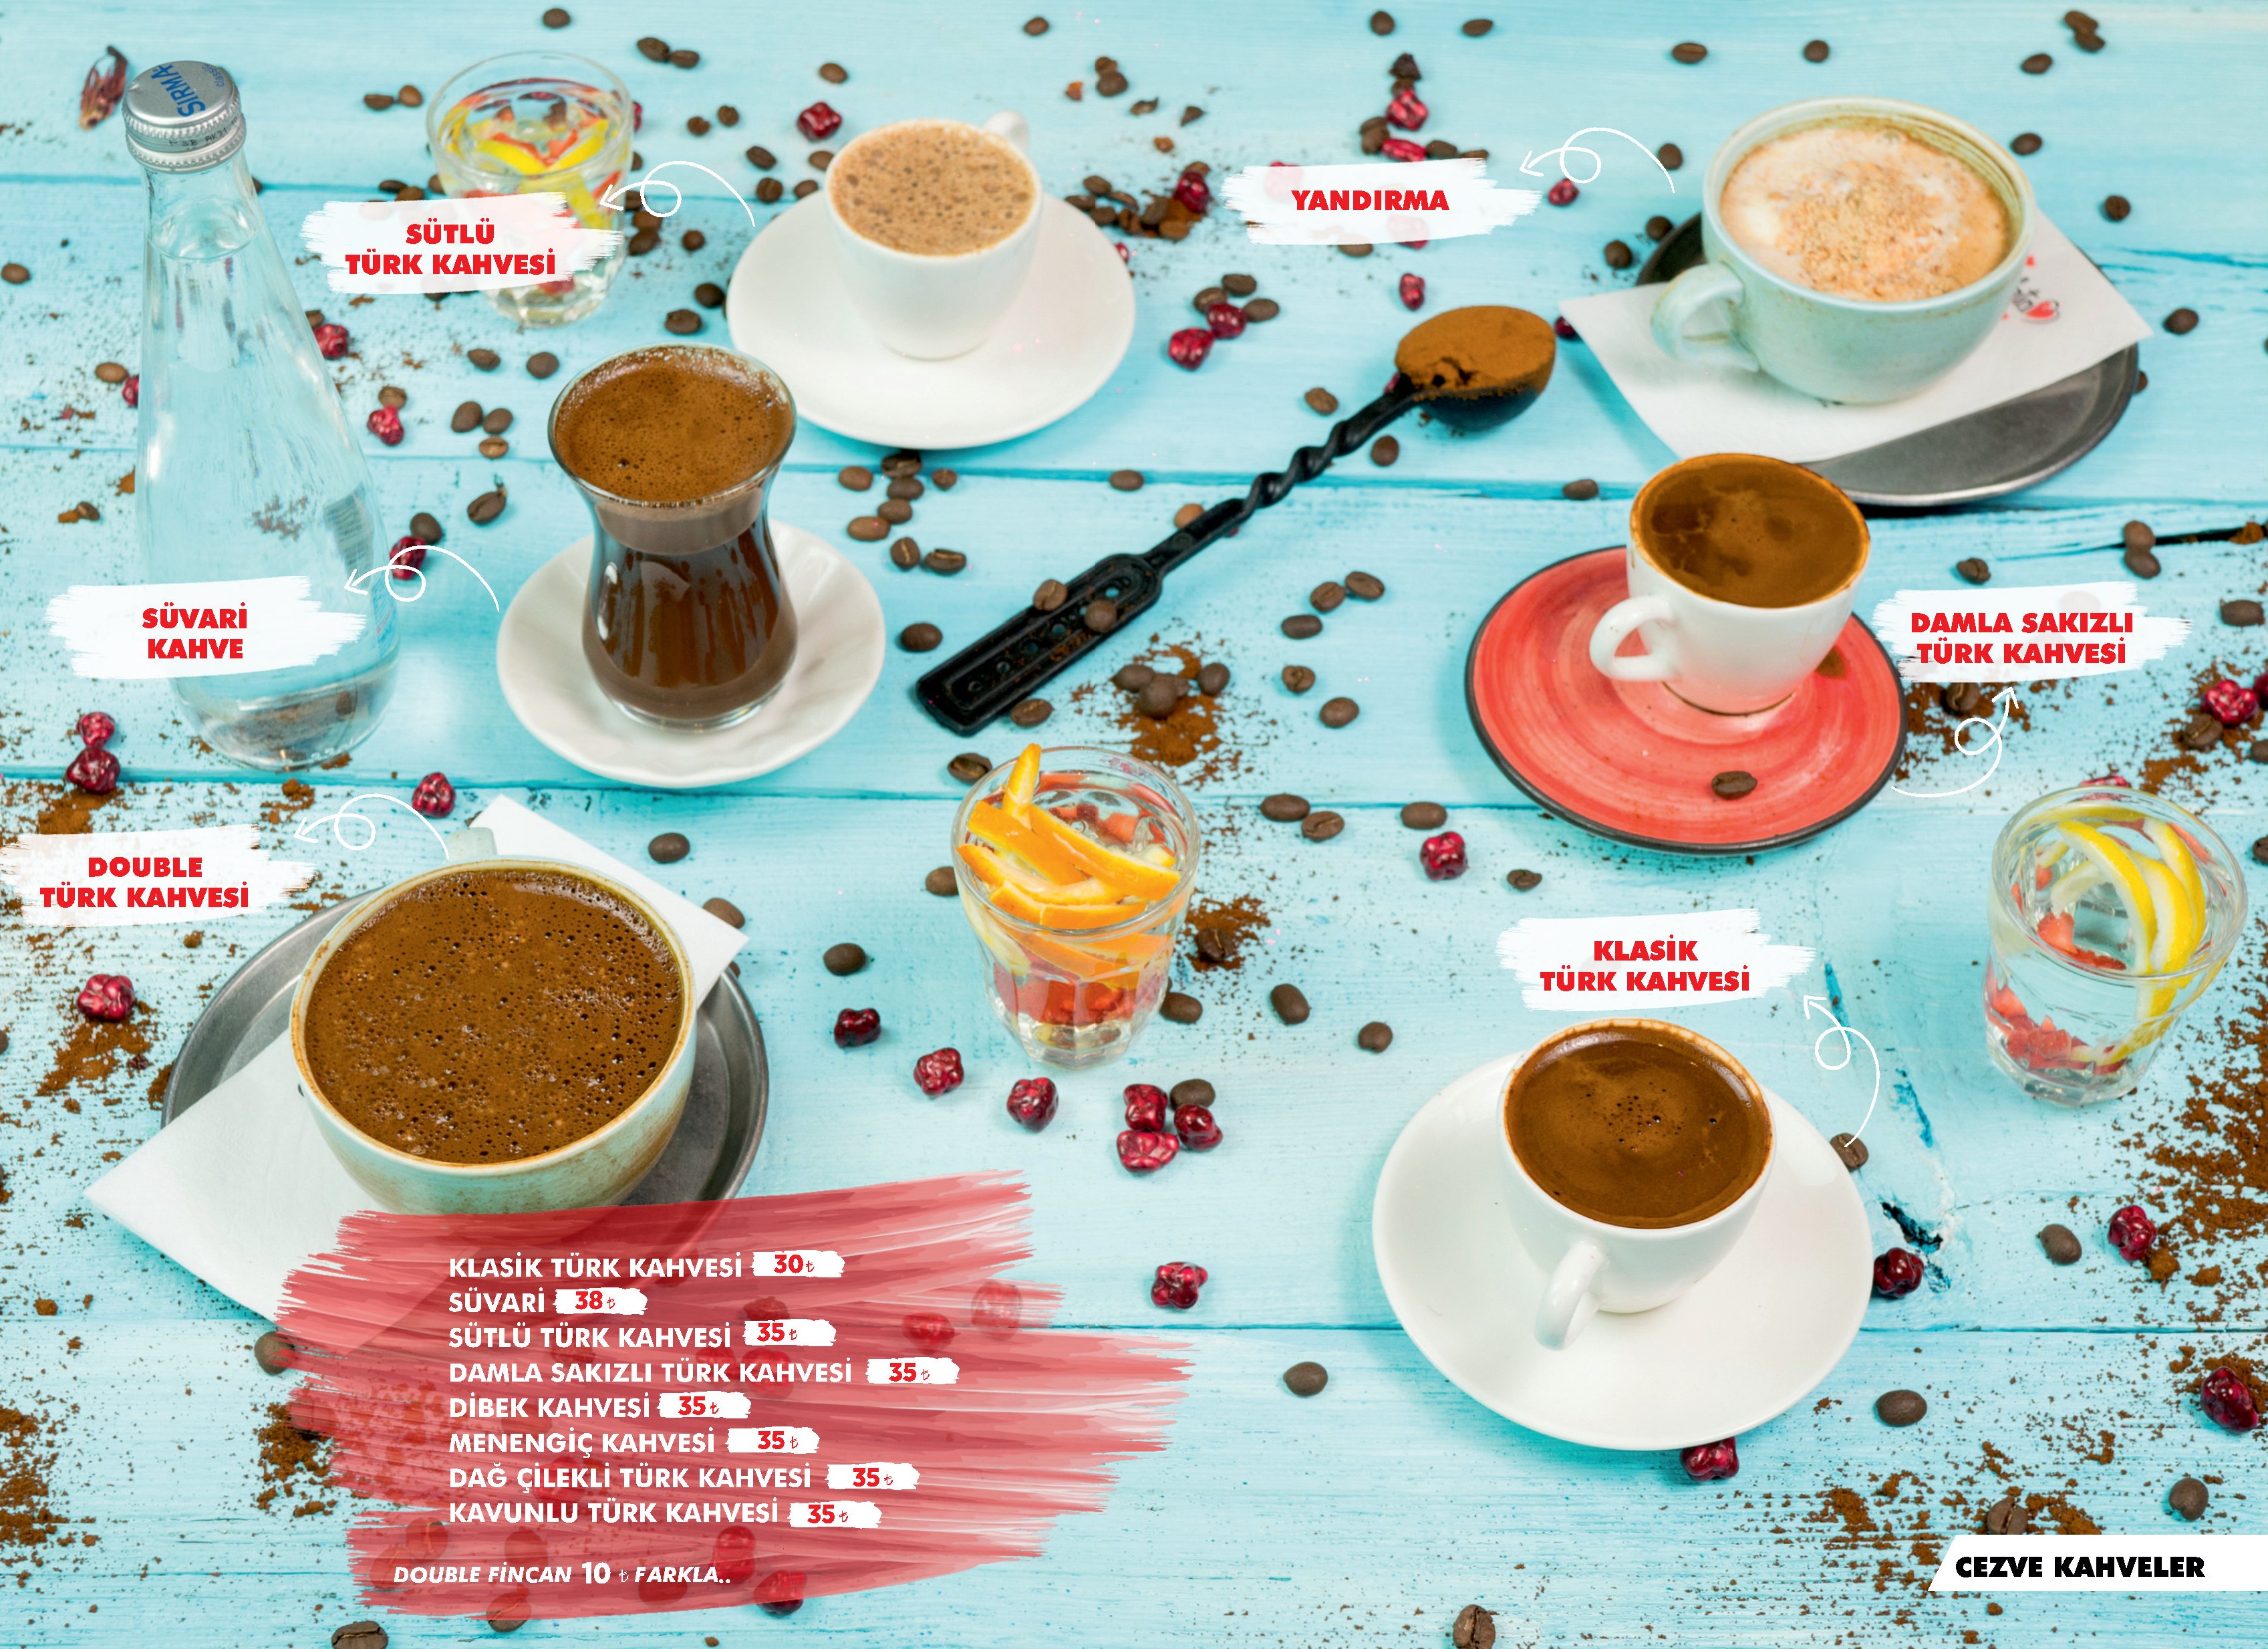 SIRMA
SÜTLÜ
TÜRK KAHVESİ
YANDIRMA
SÜVARİ
KAHVE
DAMLA SAKIZLI
TÜRK KAHVESİ
DOUBLE
TÜRK KAHVESİ
KLASİK
TÜRK KAHVESİ
KLASİK TÜRK KAHVESİ 30₺
SÜVARİ 38₺
SÜTLÜ TÜRK KAHVESİ 35₺
DAMLA SAKIZLI TÜRK KAHVESİ 35₺
DİBEK KAHVESİ 35₺
MENENGİÇ KAHVESİ 35₺
DAĞ ÇİLEKLİ TÜRK KAHVESİ 35₺
KAVUNLU TÜRK KAHVESİ 35₺
DOUBLE FİNCAN 10 ₺ FARKLA..
CEZVE KAHVELER